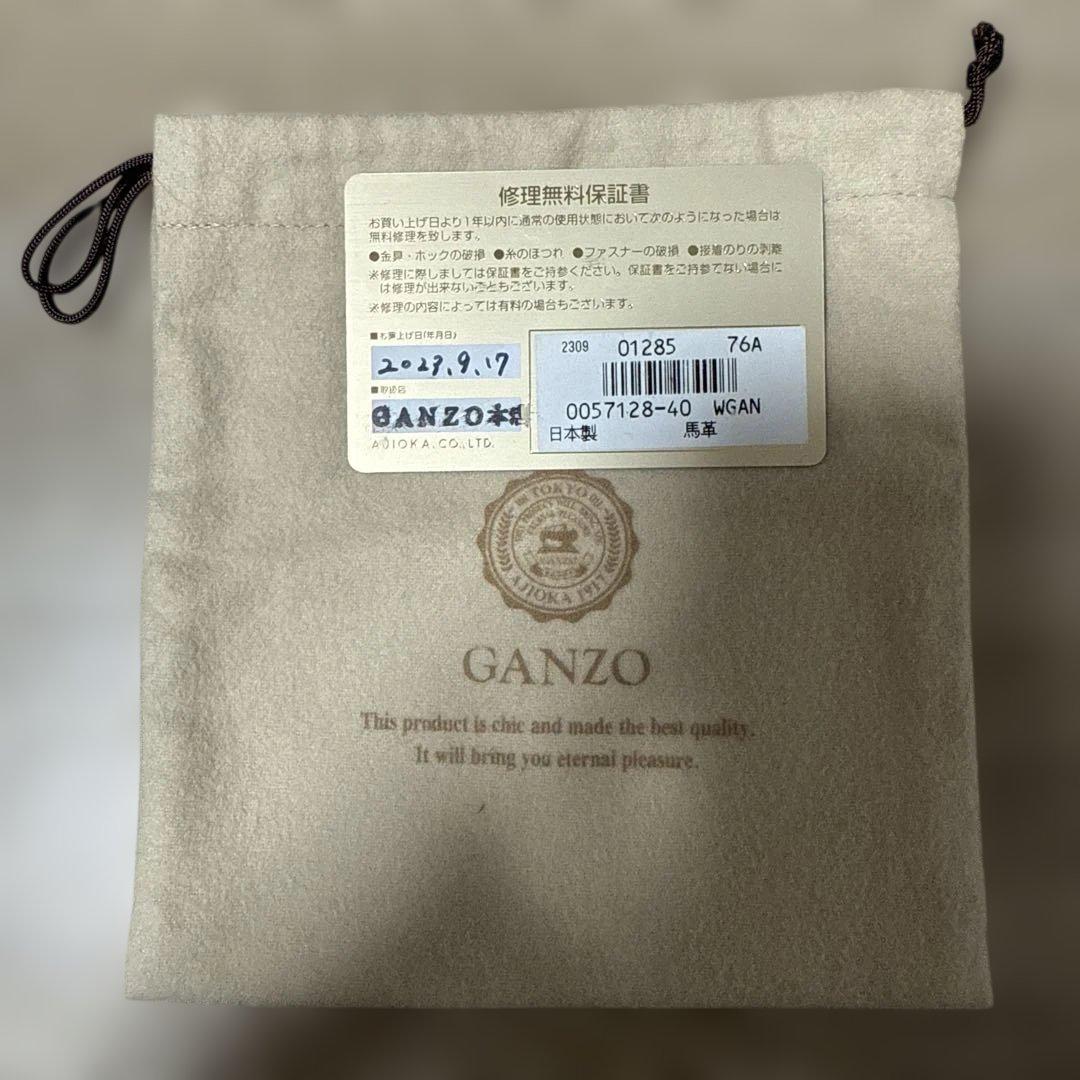 修理無料保証書
お買い上げ日より1年以内に通常の使用状態において次のようになった場合は
無料修理を致します。
●金具・ホックの破損 ●糸のほつれ ●ファスナーの破損 ●接着のりの剥離
※修理に際しましては保証書をご持参ください。保証書をご持参でない場合に
は修理が出来ないこともございます。
※修理の内容によっては有料の場合もございます。
■お買上げ日(年月日)
2023.9.17
■取扱店
GANZO本
AJIOKA.CO.,LTD.
2309 01285 76A
0057128-40 WGAN
日本製 馬革
TOKYO
AJIOKA 1917
GANZO
This product is chic and made the best quality.
It will bring you eternal pleasure.